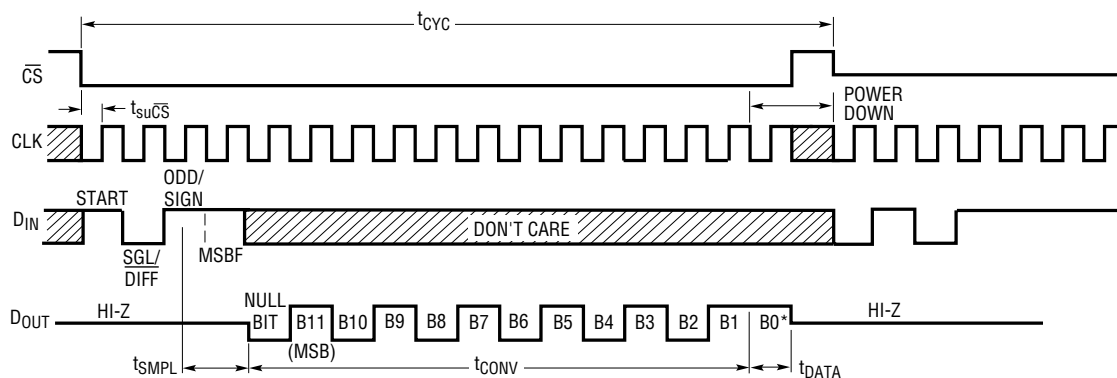 tCYC
CS
tsuCS
POWER
DOWN
CLK
START
ODD/
SIGN
DIN
DON'T CARE
SGL/
DIFF
MSBF
DOUT
HI-Z
NULL
BIT
B11
(MSB)
B10
B9
B8
B7
B6
B5
B4
B3
B2
B1
B0*
HI-Z
tSMPL
tCONV
tDATA